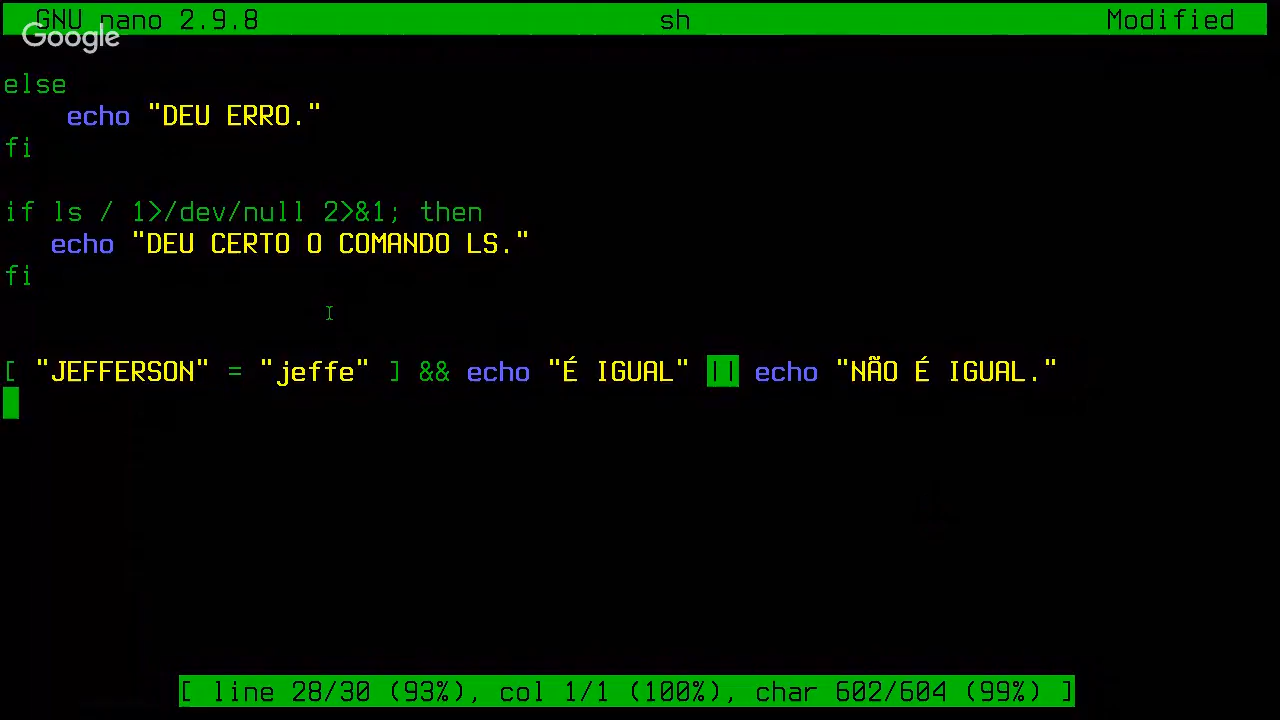 GNU nano 2.9.8 sh Modified
Google
else
echo "DEU ERRO."
fi
if ls / 1>/dev/null 2>&1; then
echo "DEU CERTO O COMANDO LS."
fi
[ "JEFFERSON" = "jeffe" ] && echo "É IGUAL" || echo "NÃO É IGUAL."
[ line 28/30 (93%), col 1/1 (100%), char 602/604 (99%) ]